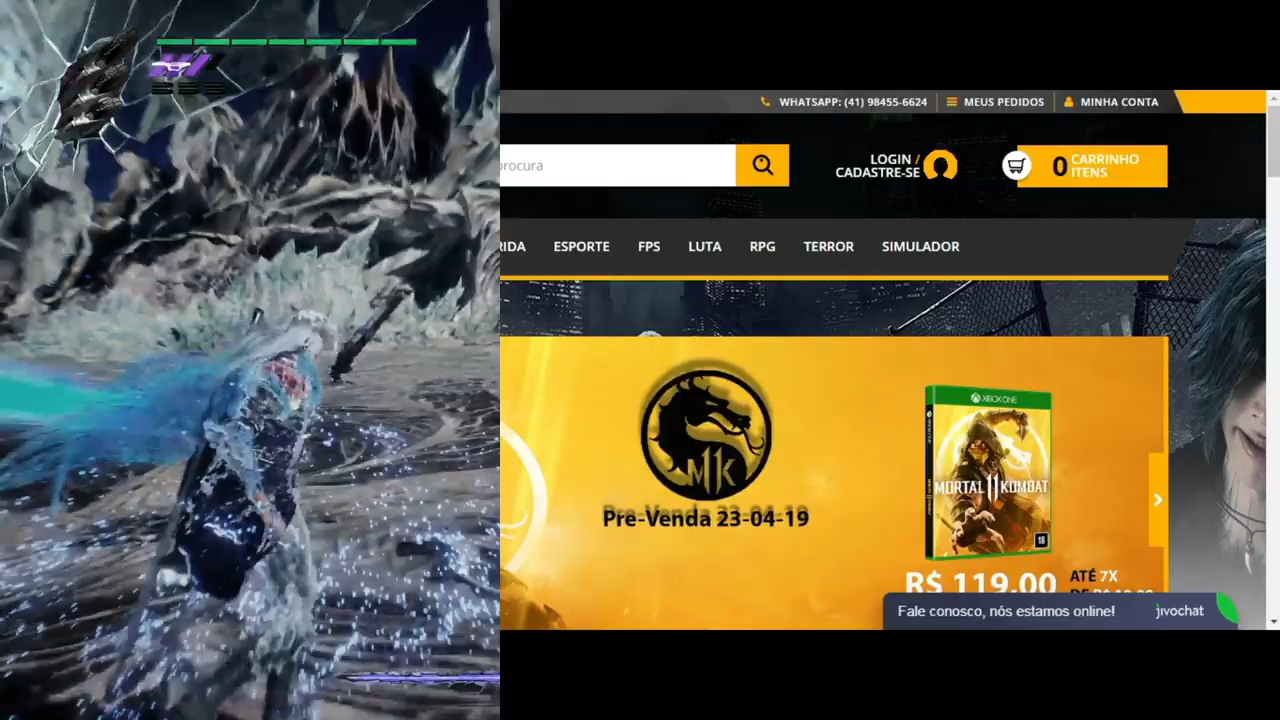 WHATSAPP: (41) 98455-6624
MEUS PEDIDOS
MINHA CONTA
procura
LOGIN /
CADASTRE-SE
0
CARRINHO
ITENS
RIDA
ESPORTE
FPS
LUTA
RPG
TERROR
SIMULADOR
MK
Pre-Venda 23-04-19
XBOX ONE
MORTAL 11 KOMBAT
18
R$ 119,00
ATÉ 7X
Fale conosco, nós estamos online!
jivochat